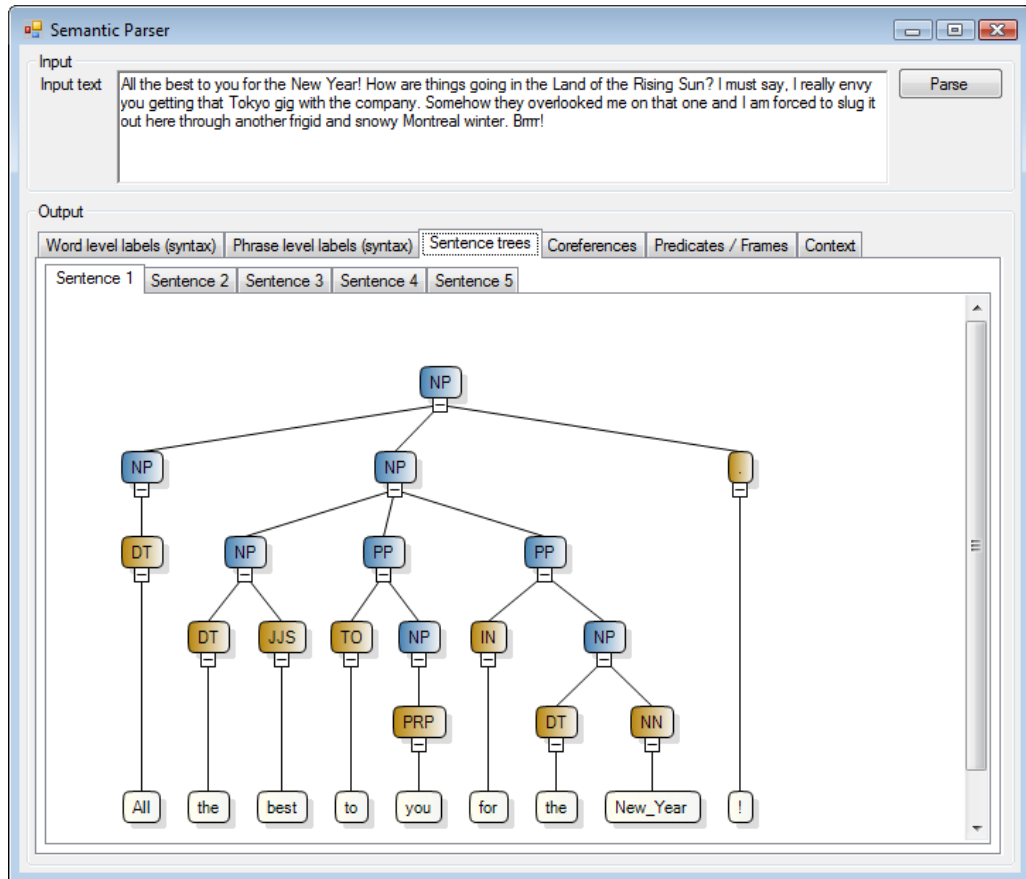 Semantic Parser
Input
Input text
All the best to you for the New Year! How are things going in the Land of the Rising Sun? I must say, I really envy
you getting that Tokyo gig with the company. Somehow they overlooked me on that one and I am forced to slug it
out here through another frigid and snowy Montreal winter. Brrrr!
Parse
Output
Word level labels (syntax) Phrase level labels (syntax) Sentence trees Coreferences Predicates / Frames Context
Sentence 1 Sentence 2 Sentence 3 Sentence 4 Sentence 5
NP
NP NP .
DT NP PP PP
DT JJS TO NP IN NP
PRP DT NN
All the best to you for the New_Year !